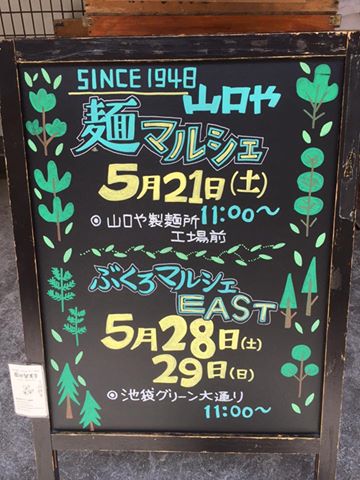 SINCE 1948
山口や
麺マルシェ
5月21日(土)
◎山口や製麺所 11:00〜
工場前
ぶくろマルシェ
EAST
5月28日(土)
29日(日)
◎池袋グリーン大通り
11:00〜